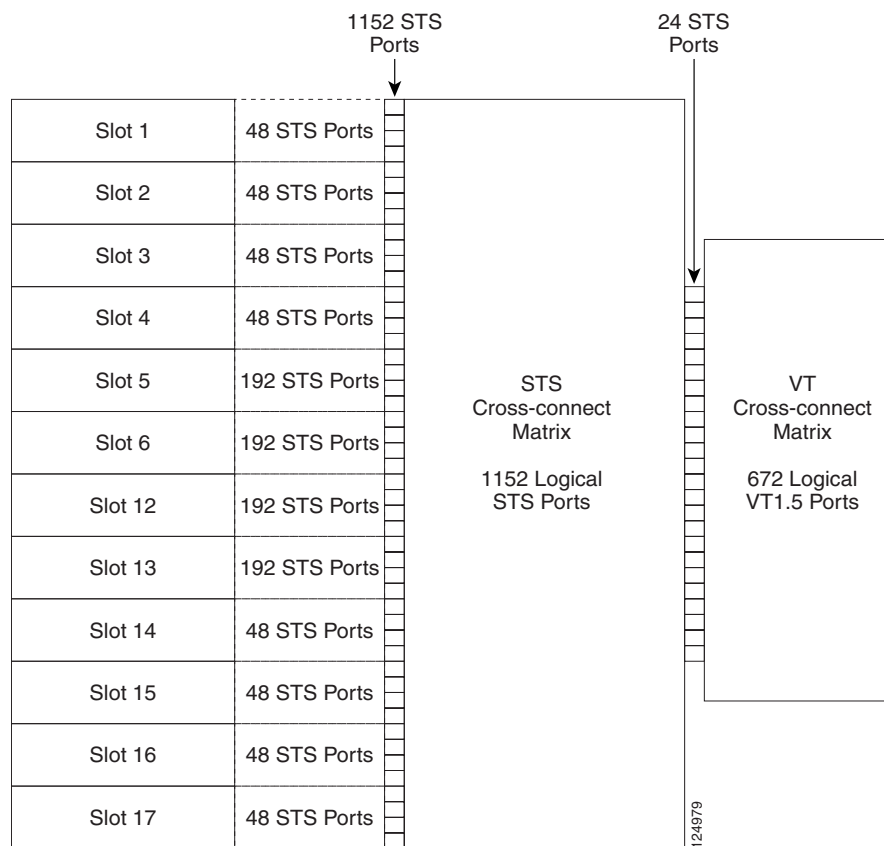 1152 STS
Ports
24 STS
Ports
Slot 1
48 STS Ports
Slot 2
48 STS Ports
Slot 3
48 STS Ports
Slot 4
48 STS Ports
Slot 5
192 STS Ports
Slot 6
192 STS Ports
Slot 12
192 STS Ports
Slot 13
192 STS Ports
Slot 14
48 STS Ports
Slot 15
48 STS Ports
Slot 16
48 STS Ports
Slot 17
48 STS Ports
STS
Cross-connect
Matrix
1152 Logical
STS Ports
VT
Cross-connect
Matrix
672 Logical
VT1.5 Ports
124979